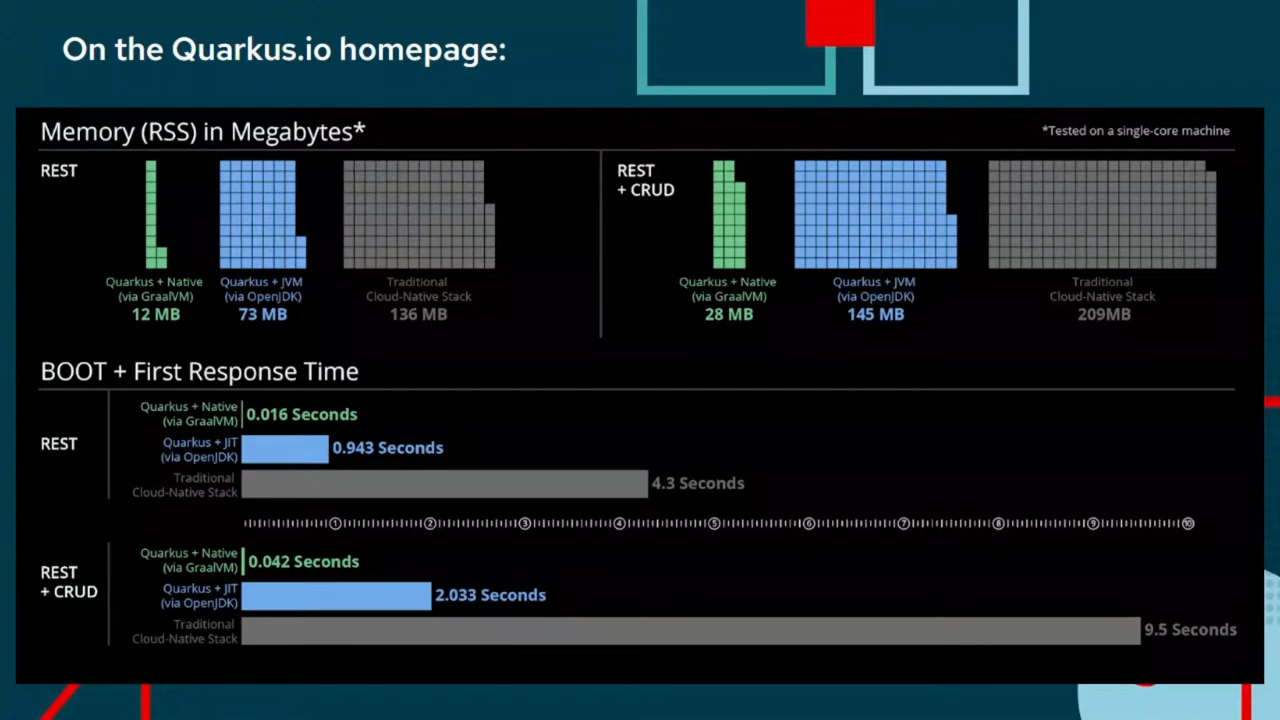 On the Quarkus.io homepage:
Memory (RSS) in Megabytes*
*Tested on a single-core machine
REST
Quarkus + Native
(via GraalVM)
12 MB
Quarkus + JVM
(via OpenJDK)
73 MB
Traditional
Cloud-Native Stack
136 MB
REST
+ CRUD
Quarkus + Native
(via GraalVM)
28 MB
Quarkus + JVM
(via OpenJDK)
145 MB
Traditional
Cloud-Native Stack
209MB
BOOT + First Response Time
REST
Quarkus + Native
(via GraalVM)
0.016 Seconds
Quarkus + JIT
(via OpenJDK)
0.943 Seconds
Traditional
Cloud-Native Stack
4.3 Seconds
1 2 3 4 5 6 7 8 9 10
REST
+ CRUD
Quarkus + Native
(via GraalVM)
0.042 Seconds
Quarkus + JIT
(via OpenJDK)
2.033 Seconds
Traditional
Cloud-Native Stack
9.5 Seconds